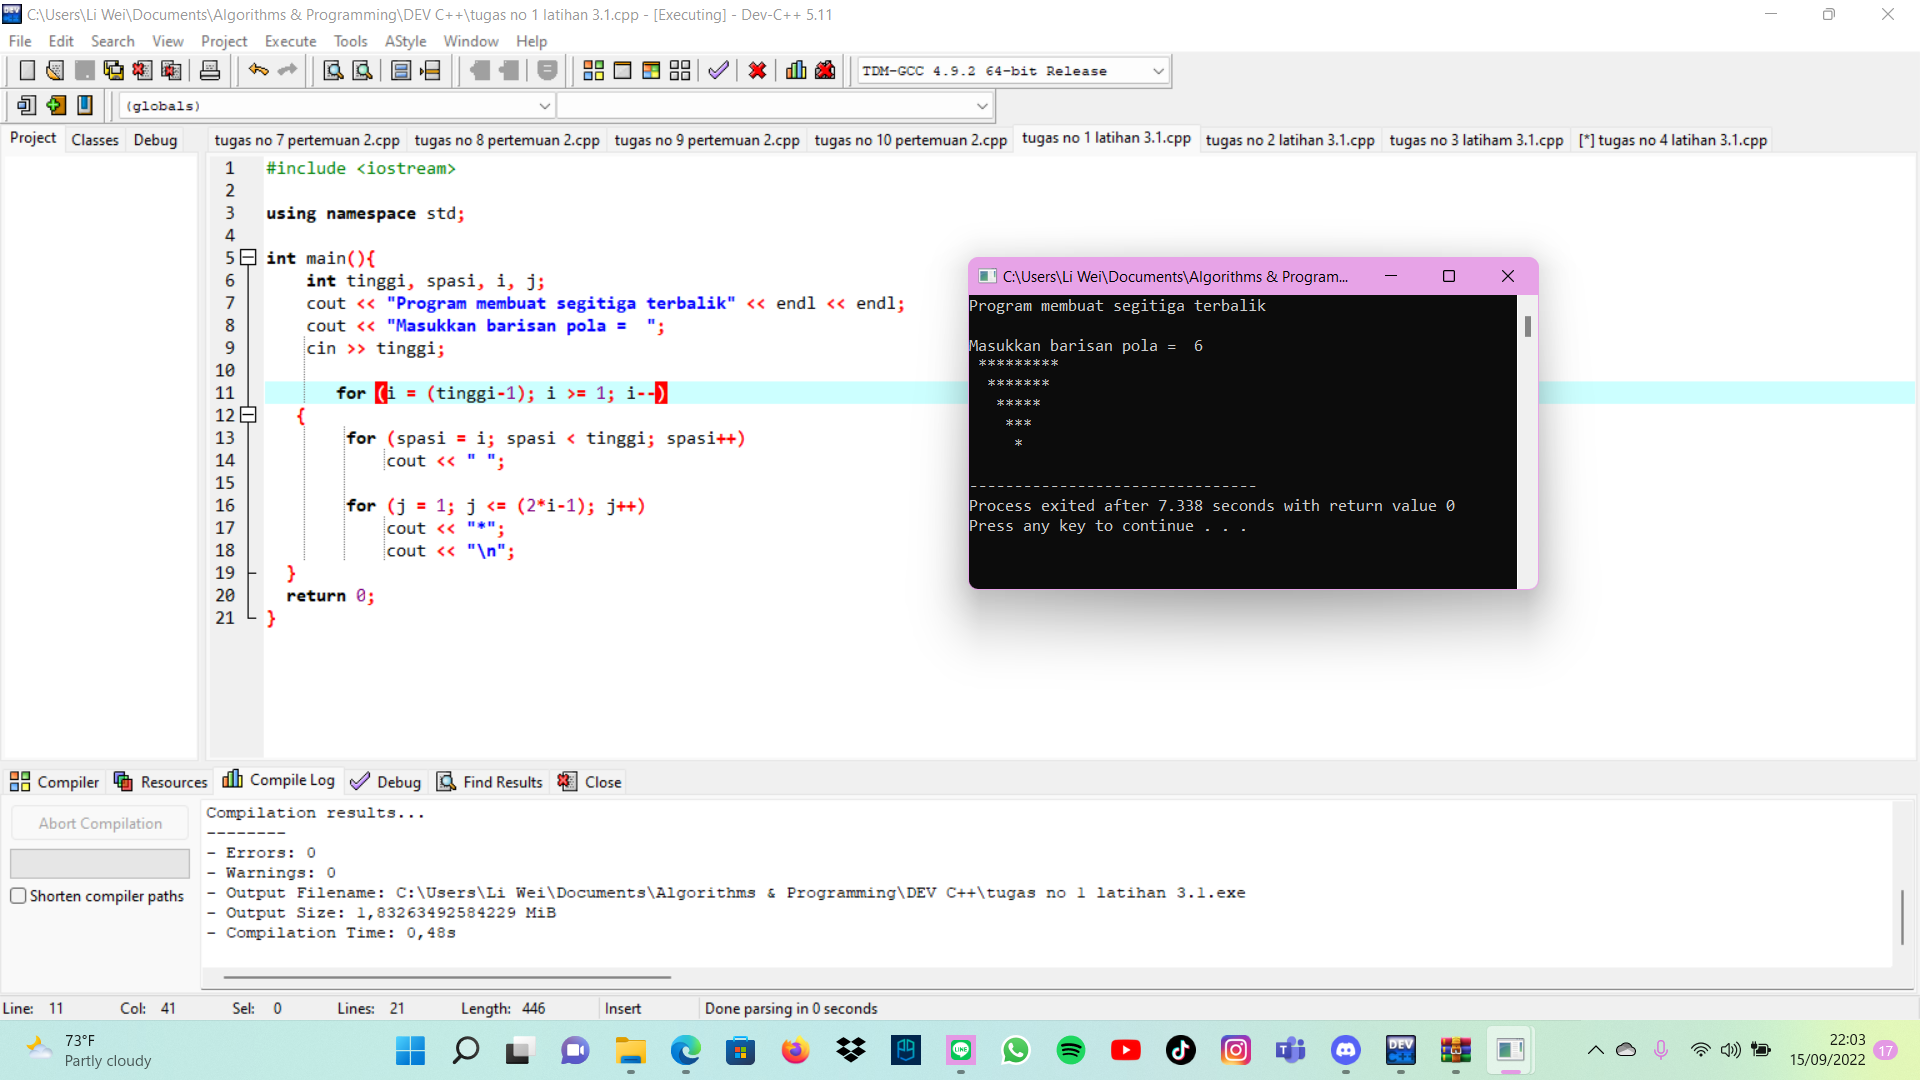 C:\Users\Li Wei\Documents\Algorithms & Programming\DEV C++\tugas no 1 latihan 3.1.cpp - [Executing] - Dev-C++ 5.11
File Edit Search View Project Execute Tools AStyle Window Help
TDM-GCC 4.9.2 64-bit Release
(globals)
Project Classes Debug
tugas no 7 pertemuan 2.cpp tugas no 8 pertemuan 2.cpp tugas no 9 pertemuan 2.cpp tugas no 10 pertemuan 2.cpp tugas no 1 latihan 3.1.cpp tugas no 2 latihan 3.1.cpp tugas no 3 latiham 3.1.cpp [*] tugas no 4 latihan 3.1.cpp
1 #include <iostream>
2
3 using namespace std;
4
5 int main(){
6 int tinggi, spasi, i, j;
7 cout << "Program membuat segitiga terbalik" << endl << endl;
8 cout << "Masukkan barisan pola =  ";
9 cin >> tinggi;
10
11 for (i = (tinggi-1); i >= 1; i--)
12 {
13 for (spasi = i; spasi < tinggi; spasi++)
14 cout << " ";
15
16 for (j = 1; j <= (2*i-1); j++)
17 cout << "*";
18 cout << "\n";
19 }
20 return 0;
21 }
C:\Users\Li Wei\Documents\Algorithms & Program...
Program membuat segitiga terbalik
Masukkan barisan pola =  6
*********
*******
*****
***
*
--------------------------------
Process exited after 7.338 seconds with return value 0
Press any key to continue . . .
Compiler Resources Compile Log Debug Find Results Close
Abort Compilation
Shorten compiler paths
Compilation results...
--------
- Errors: 0
- Warnings: 0
- Output Filename: C:\Users\Li Wei\Documents\Algorithms & Programming\DEV C++\tugas no 1 latihan 3.1.exe
- Output Size: 1,83263492584229 MiB
- Compilation Time: 0,48s
Line: 11 Col: 41 Sel: 0 Lines: 21 Length: 446 Insert Done parsing in 0 seconds
73°F
Partly cloudy
LINE
DEV
C++
22:03
15/09/2022
17